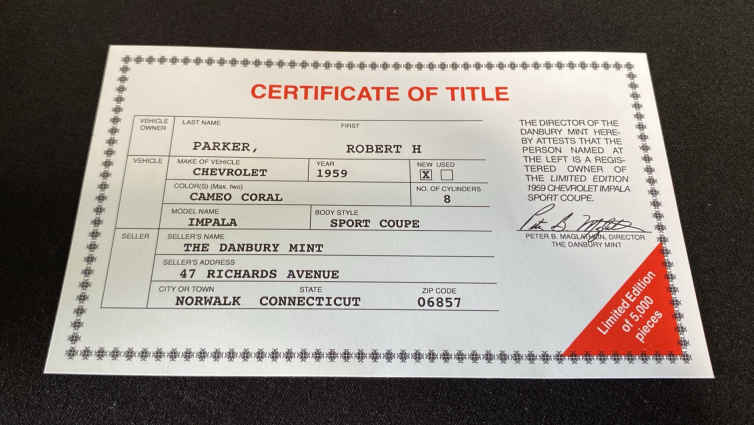 CERTIFICATE OF TITLE
VEHICLE OWNER
LAST NAME FIRST
PARKER, ROBERT H
VEHICLE
MAKE OF VEHICLE YEAR NEW USED
CHEVROLET 1959 X
COLOR(S) (Max. two) NO. OF CYLINDERS
CAMEO CORAL 8
MODEL NAME BODY STYLE
IMPALA SPORT COUPE
SELLER
SELLER'S NAME
THE DANBURY MINT
SELLER'S ADDRESS
47 RICHARDS AVENUE
CITY OR TOWN STATE ZIP CODE
NORWALK CONNECTICUT 06857
THE DIRECTOR OF THE
DANBURY MINT HERE-
BY ATTESTS THAT THE
PERSON NAMED AT
THE LEFT IS A REGIS-
TERED OWNER OF
THE LIMITED EDITION
1959 CHEVROLET IMPALA
SPORT COUPE.
PETER B. MAGLATHLIN, DIRECTOR
THE DANBURY MINT
Limited Edition
of 5,000
pieces